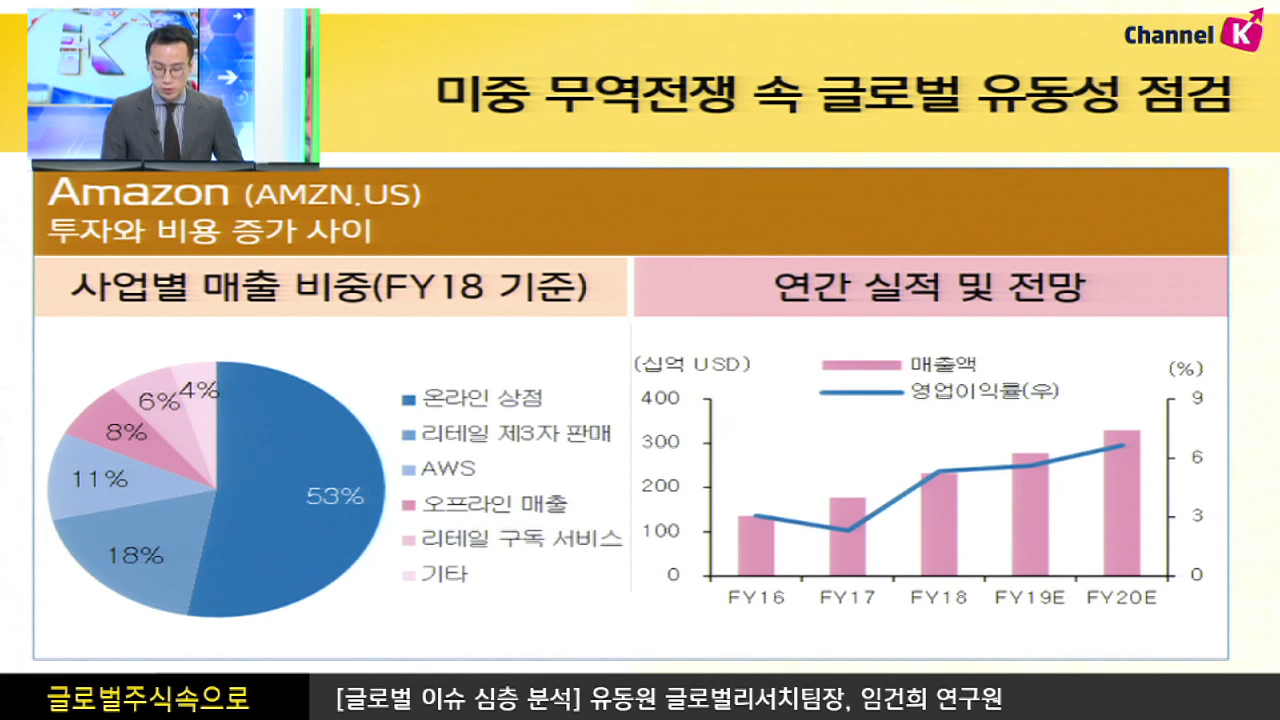 Channel K
미중 무역전쟁 속 글로벌 유동성 점검
Amazon (AMZN.US)
투자와 비용 증가 사이
사업별 매출 비중(FY18 기준)
연간 실적 및 전망
4%
6%
8%
11%
18%
53%
온라인 상점
리테일 제3자 판매
AWS
오프라인 매출
리테일 구독 서비스
기타
(십억 USD)
매출액
영업이익률(우)
(%)
400
300
200
100
0
9
6
3
0
FY16 FY17 FY18 FY19E FY20E
글로벌주식속으로
[글로벌 이슈 심층 분석] 유동원 글로벌리서치팀장, 임건희 연구원